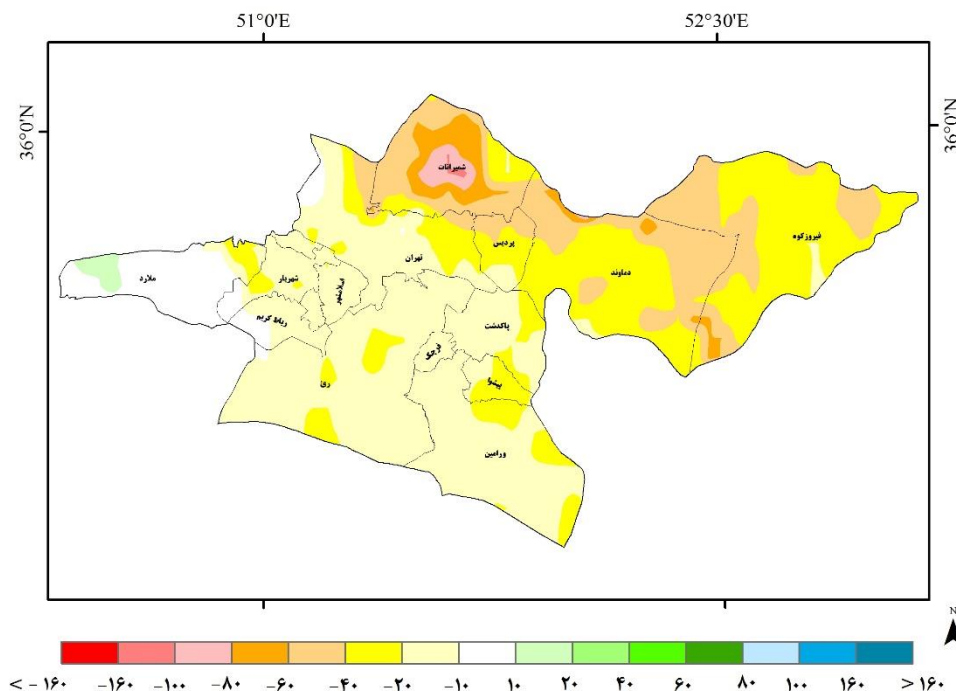 51°0'E 52°30'E
36°0'N 36°0'N
شمیرانات
فیروزکوه
پردیس
تهران
دماوند
ملارد
شهریار
اسلامشهر
رباط کریم
پاکدشت
قرچک
ری
پیشوا
ورامین
N
< -۱۶۰ -۱۶۰ -۱۰۰ -۸۰ -۶۰ -۴۰ -۲۰ -۱۰ ۱۰ ۲۰ ۴۰ ۶۰ ۸۰ ۱۰۰ ۱۶۰ > ۱۶۰